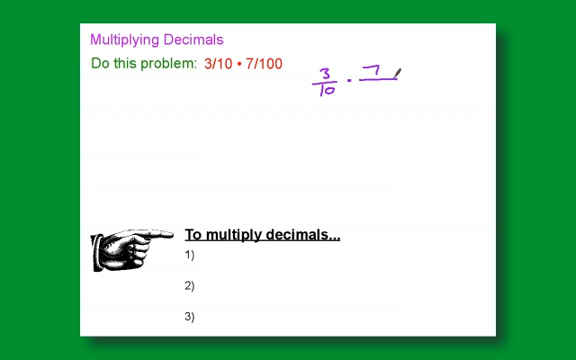 Multiplying Decimals
Do this problem: 3/10 • 7/100
3/10 · 7/
To multiply decimals...
1)
2)
3)